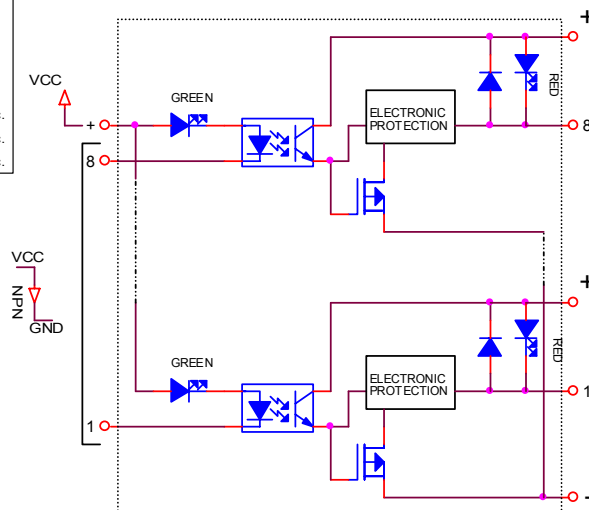 +
VCC
GREEN
RED
c.
c.
c.
+
ELECTRONIC
PROTECTION
8
8
VCC
NPN
GND
+
GREEN
RED
ELECTRONIC
PROTECTION
1
1
-